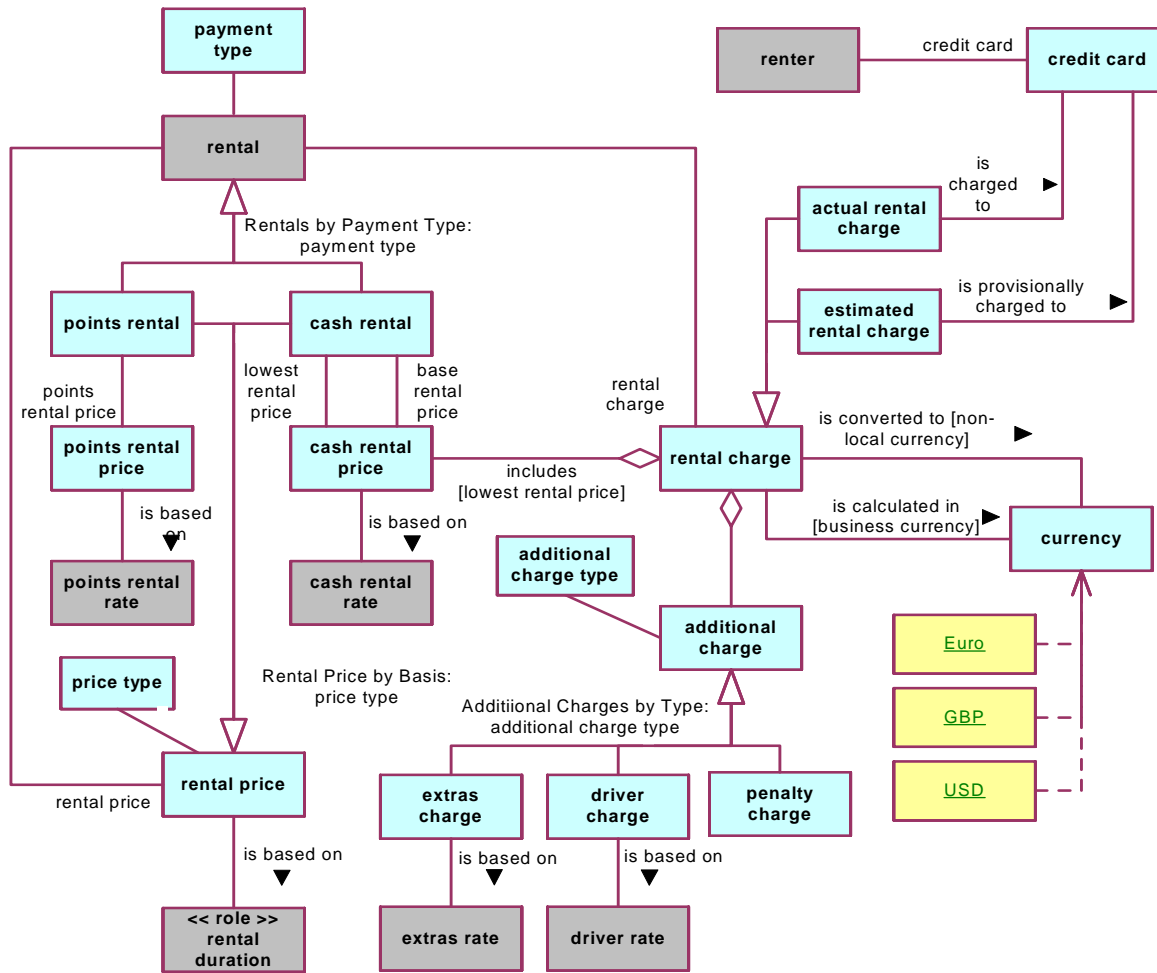 payment
type
renter
credit card
credit card
rental
is
charged
to
actual rental
charge
Rentals by Payment Type:
payment type
is provisionally
charged to
points rental
cash rental
estimated
rental charge
points
rental price
lowest
rental
price
base
rental
price
rental
charge
is converted to [non-
local currency]
points rental
price
cash rental
price
includes
[lowest rental price]
rental charge
is based
on
is based on
is calculated in
[business currency]
currency
additional
charge type
points rental
rate
cash rental
rate
additional
charge
Euro
price type
Rental Price by Basis:
price type
Additiional Charges by Type:
additional charge type
GBP
rental price
rental price
extras
charge
driver
charge
penalty
charge
USD
is based on
is based on
is based on
<< role >>
rental
duration
extras rate
driver rate